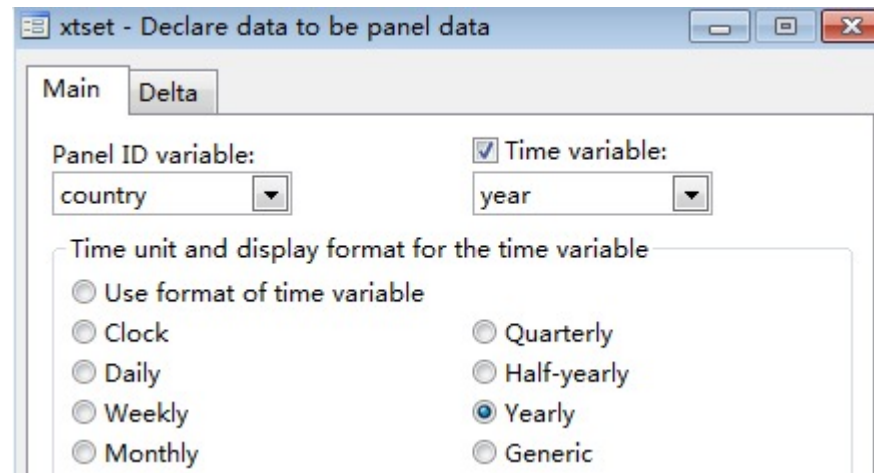 xtset - Declare data to be panel data
Main Delta
Panel ID variable: Time variable:
country year
Time unit and display format for the time variable
Use format of time variable
Clock Quarterly
Daily Half-yearly
Weekly Yearly
Monthly Generic